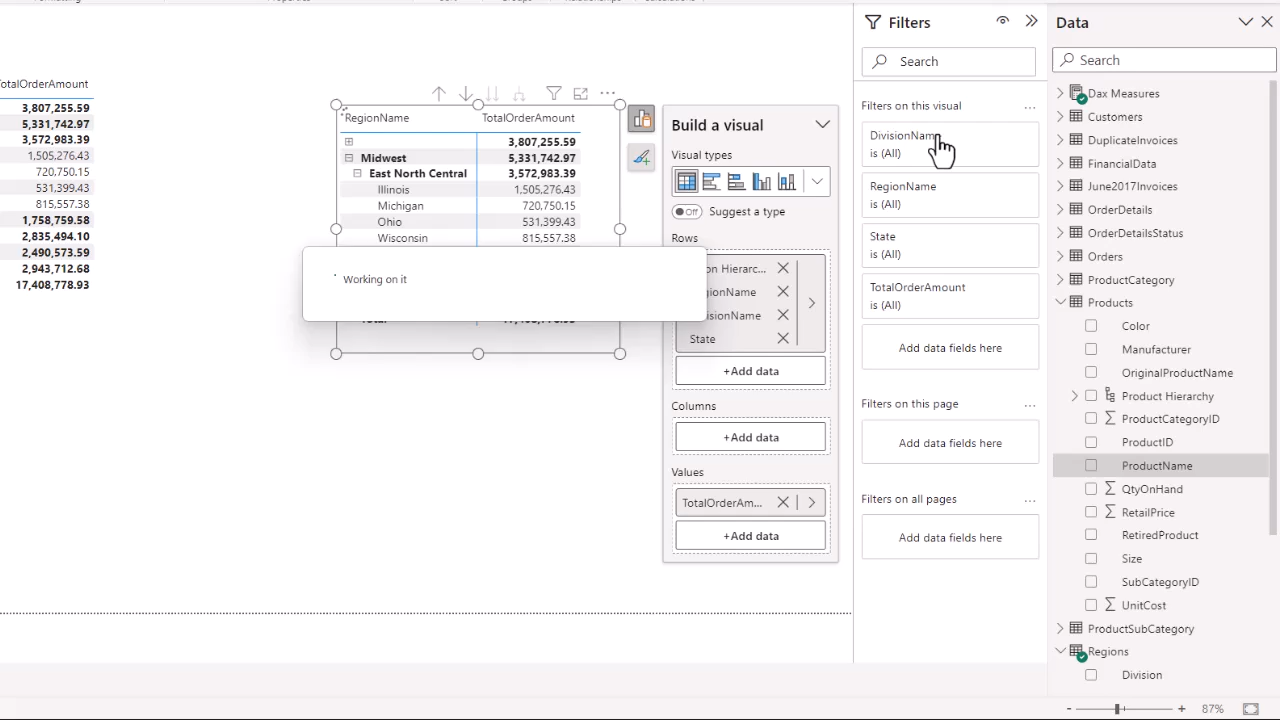 Properties
Sort
Groups
Relationships
Calculations
TotalOrderAmount
3,807,255.59
5,331,742.97
3,572,983.39
1,505,276.43
720,750.15
531,399.43
815,557.38
1,758,759.58
2,835,494.10
2,490,573.59
2,943,712.68
17,408,778.93
RegionName TotalOrderAmount
3,807,255.59
Midwest 5,331,742.97
East North Central 3,572,983.39
Illinois 1,505,276.43
Michigan 720,750.15
Ohio 531,399.43
Wisconsin 815,557.38
Working on it
Build a visual
Visual types
Off Suggest a type
Rows
on Hierarc...
gionName
visionName
State
+Add data
Columns
+Add data
Values
TotalOrderAm...
+Add data
Filters
Search
Filters on this visual
DivisionName
is (All)
RegionName
is (All)
State
is (All)
TotalOrderAmount
is (All)
Add data fields here
Filters on this page
Add data fields here
Filters on all pages
Add data fields here
Data
Search
Dax Measures
Customers
DuplicateInvoices
FinancialData
June2017Invoices
OrderDetails
OrderDetailsStatus
Orders
ProductCategory
Products
Color
Manufacturer
OriginalProductName
Product Hierarchy
ProductCategoryID
ProductID
ProductName
QtyOnHand
RetailPrice
RetiredProduct
Size
SubCategoryID
UnitCost
ProductSubCategory
Regions
Division
- + 87%